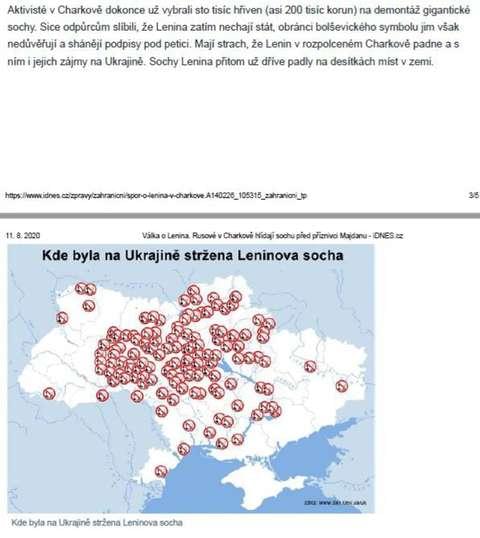 Aktivisté v Charkově dokonce už vybrali sto tisíc hřiven (asi 200 tisíc korun) na demontáž gigantické
sochy. Sice odpůrcům slíbili, že Lenina zatím nechají stát, obránci bolševického symbolu jim však
nedůvěřují a shánějí podpisy pod petici. Mají strach, že Lenin v rozpolceném Charkově padne a s
ním i jejich zájmy na Ukrajině. Sochy Lenina přitom už dříve padly na desítkách míst v zemi.
https://www.idnes.cz/zpravy/zahranicni/spor-o-lenina-v-charkove.A140226_105315_zahranicni_tp
3/5
11. 8. 2020
Válka o Lenina. Rusové v Charkově hlídají sochu před příznivci Majdanu - iDNES.cz
Kde byla na Ukrajině stržena Leninova socha
Kde byla na Ukrajině stržena Leninova socha